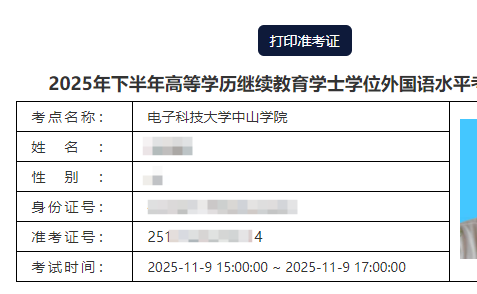 打印准考证
2025年下半年高等学历继续教育学士学位外国语水平考
考点名称： 电子科技大学中山学院
姓 名 ：
性 别 ：
身份证号：
准考证号： 251 4
考试时间： 2025-11-9 15:00:00 ~ 2025-11-9 17:00:00